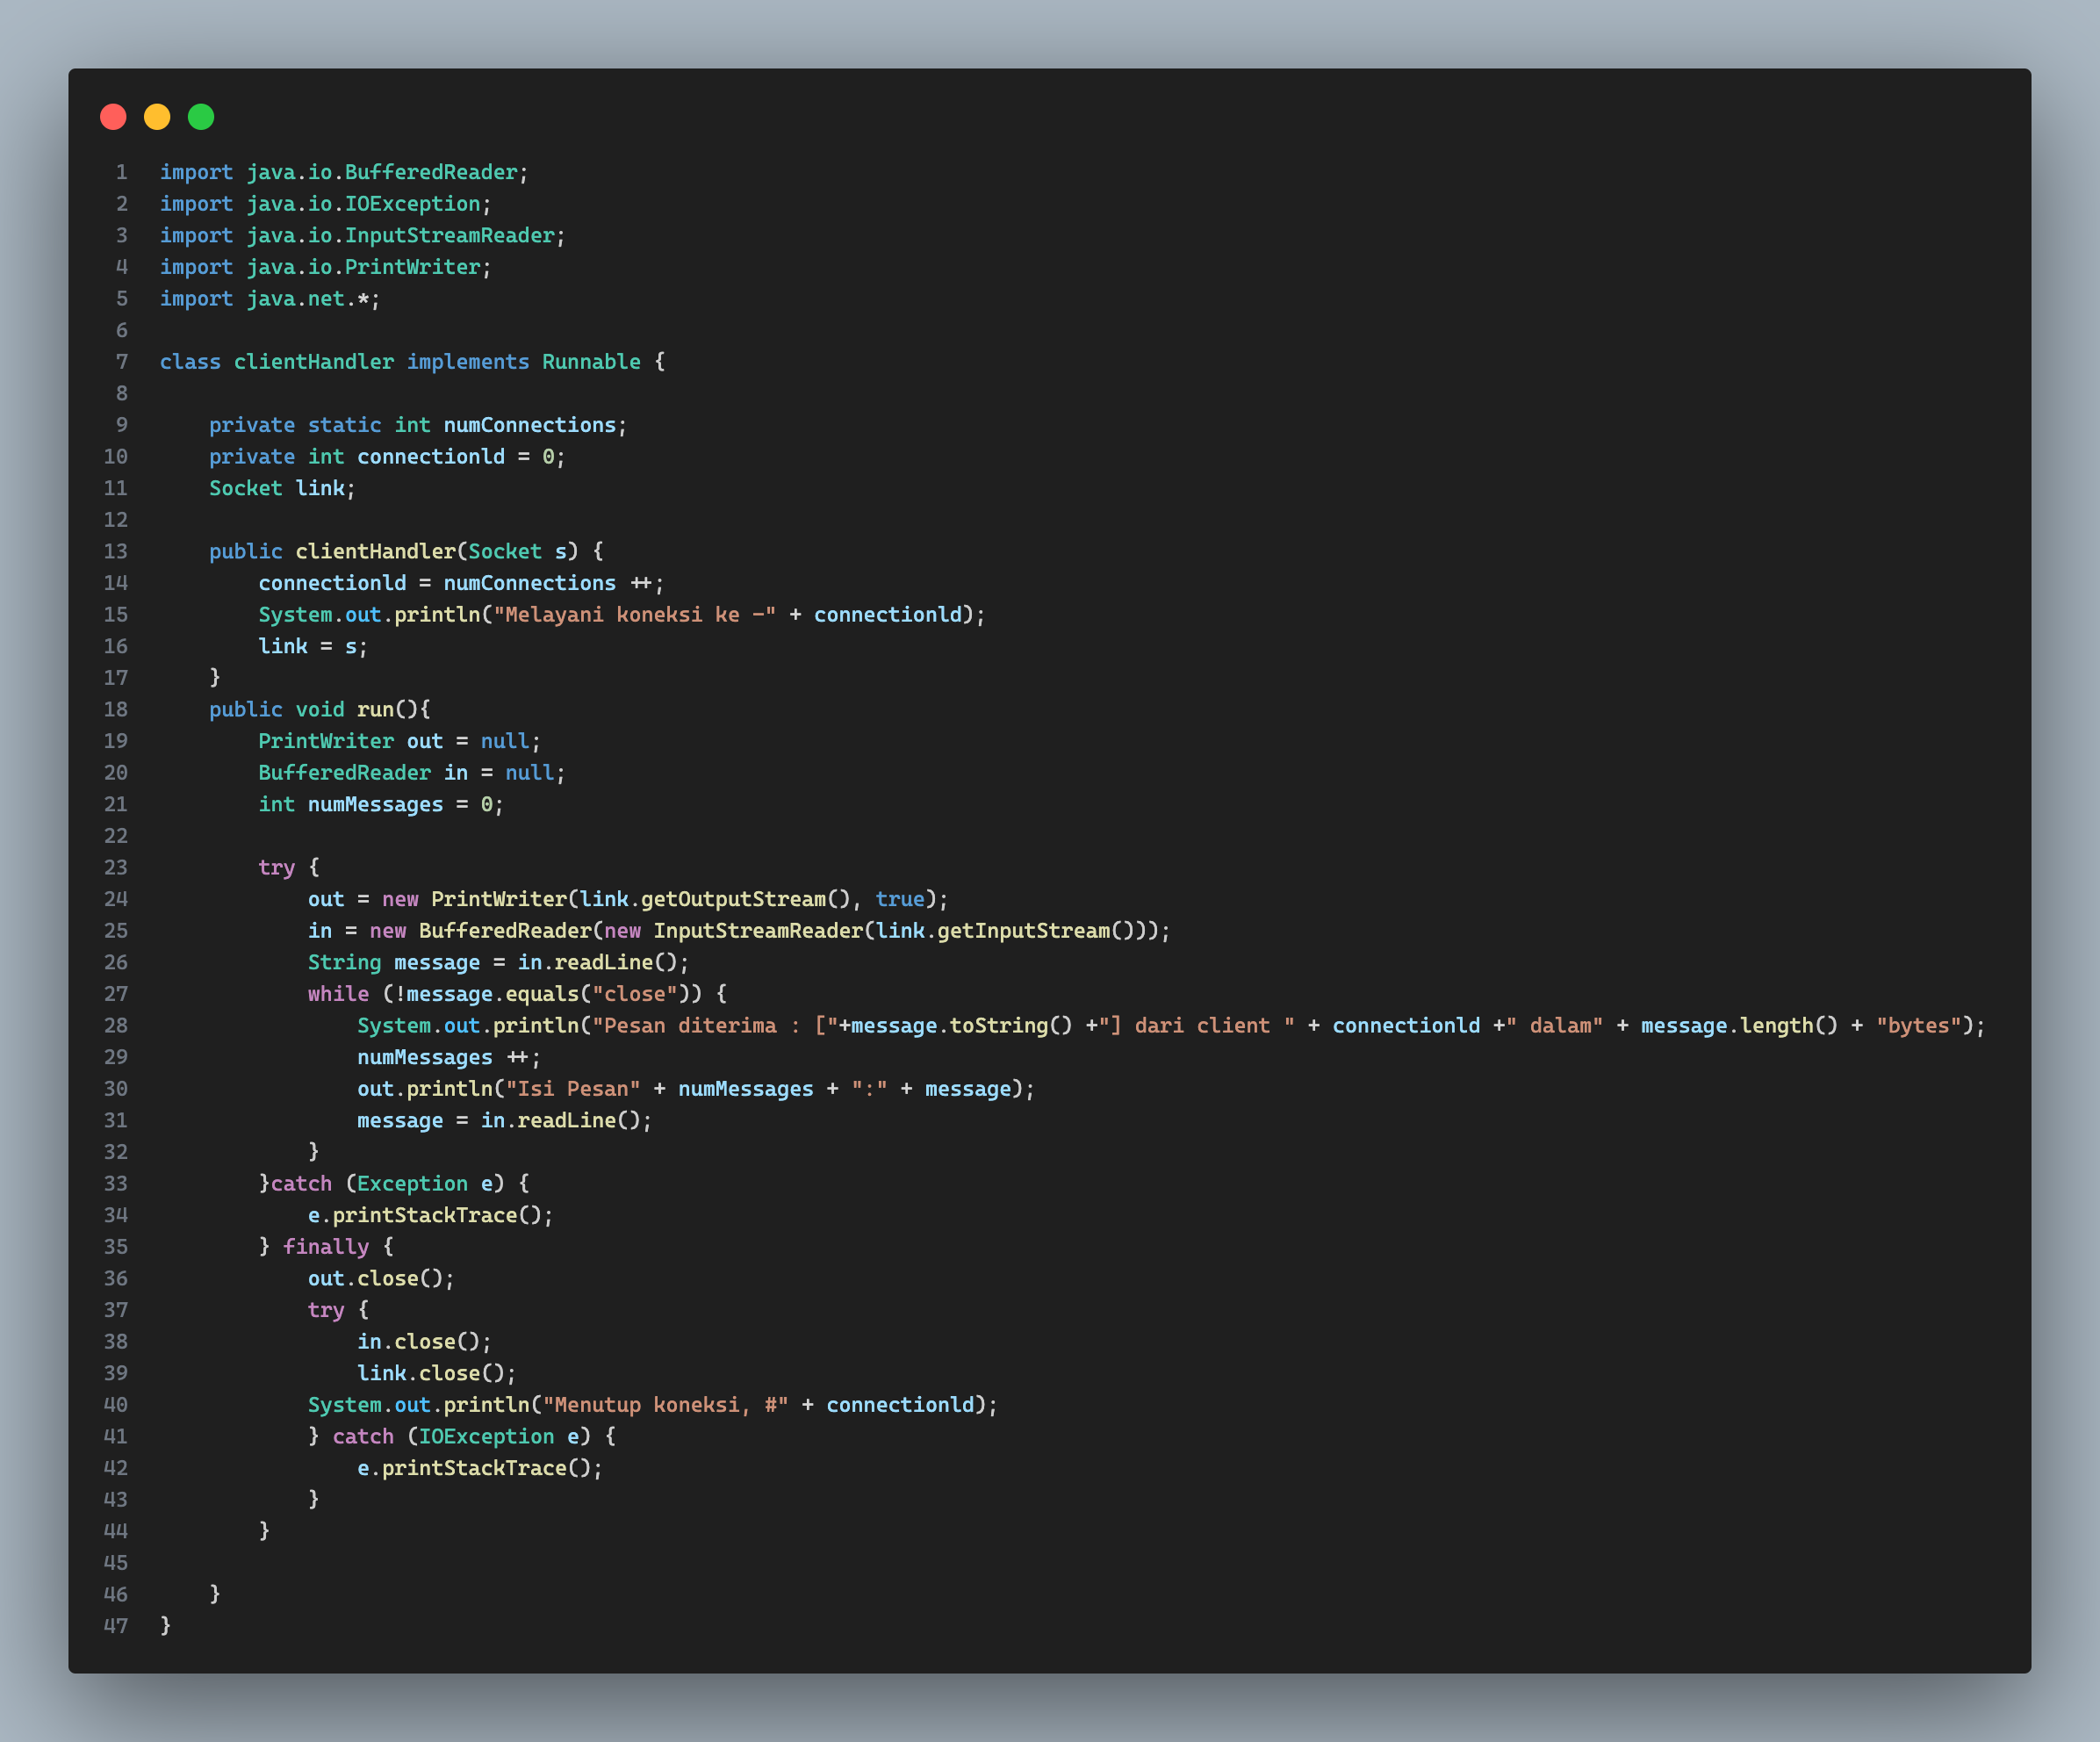 1 import java.io.BufferedReader;
2 import java.io.IOException;
3 import java.io.InputStreamReader;
4 import java.io.PrintWriter;
5 import java.net.*;
6
7 class clientHandler implements Runnable {
8
9     private static int numConnections;
10     private int connectionld = 0;
11     Socket link;
12
13     public clientHandler(Socket s) {
14         connectionld = numConnections ++;
15         System.out.println("Melayani koneksi ke -" + connectionld);
16         link = s;
17     }
18     public void run(){
19         PrintWriter out = null;
20         BufferedReader in = null;
21         int numMessages = 0;
22
23         try {
24             out = new PrintWriter(link.getOutputStream(), true);
25             in = new BufferedReader(new InputStreamReader(link.getInputStream()));
26             String message = in.readLine();
27             while (!message.equals("close")) {
28                 System.out.println("Pesan diterima : ["+message.toString() +"] dari client " + connectionld +" dalam" + message.length() + "bytes");
29                 numMessages ++;
30                 out.println("Isi Pesan" + numMessages + ":" + message);
31                 message = in.readLine();
32             }
33         }catch (Exception e) {
34             e.printStackTrace();
35         } finally {
36             out.close();
37             try {
38                 in.close();
39                 link.close();
40             System.out.println("Menutup koneksi, #" + connectionld);
41             } catch (IOException e) {
42                 e.printStackTrace();
43             }
44         }
45
46     }
47 }